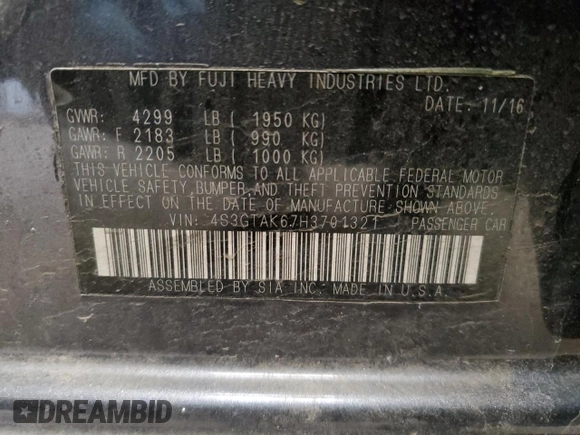 MFD BY FUJI HEAVY INDUSTRIES LTD.
DATE: 11/16
GVWR: 4299 LB ( 1950 KG)
GAWR: F 2183 LB ( 990 KG)
GAWR: R 2205 LB ( 1000 KG)
THIS VEHICLE CONFORMS TO ALL APPLICABLE FEDERAL MOTOR
VEHICLE SAFETY, BUMPER, AND THEFT PREVENTION STANDARDS
IN EFFECT ON THE DATE OF MANUFACTURE SHOWN ABOVE.
VIN: 4S3GTAK67H3701321 PASSENGER CAR
ASSEMBLED BY SIA INC. MADE IN U.S.A.
DREAMBID